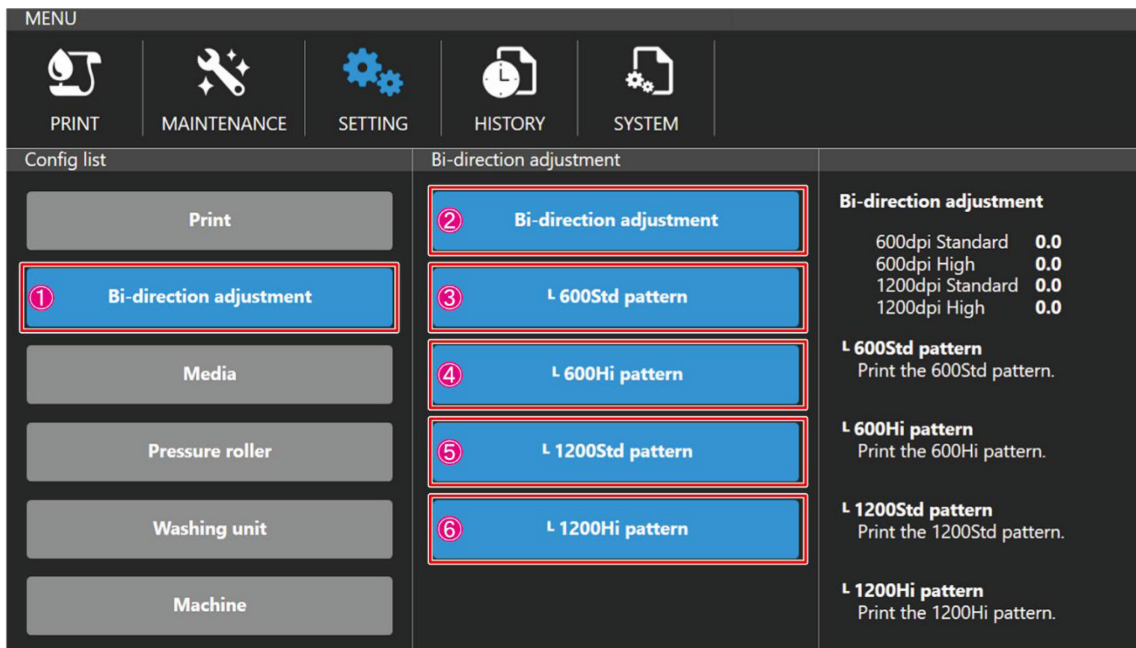 MENU
PRINT
MAINTENANCE
SETTING
HISTORY
SYSTEM
Config list
Print
① Bi-direction adjustment
Media
Pressure roller
Washing unit
Machine
Bi-direction adjustment
② Bi-direction adjustment
③ └ 600Std pattern
④ └ 600Hi pattern
⑤ └ 1200Std pattern
⑥ └ 1200Hi pattern
Bi-direction adjustment
600dpi Standard 0.0
600dpi High 0.0
1200dpi Standard 0.0
1200dpi High 0.0
└ 600Std pattern
Print the 600Std pattern.
└ 600Hi pattern
Print the 600Hi pattern.
└ 1200Std pattern
Print the 1200Std pattern.
└ 1200Hi pattern
Print the 1200Hi pattern.